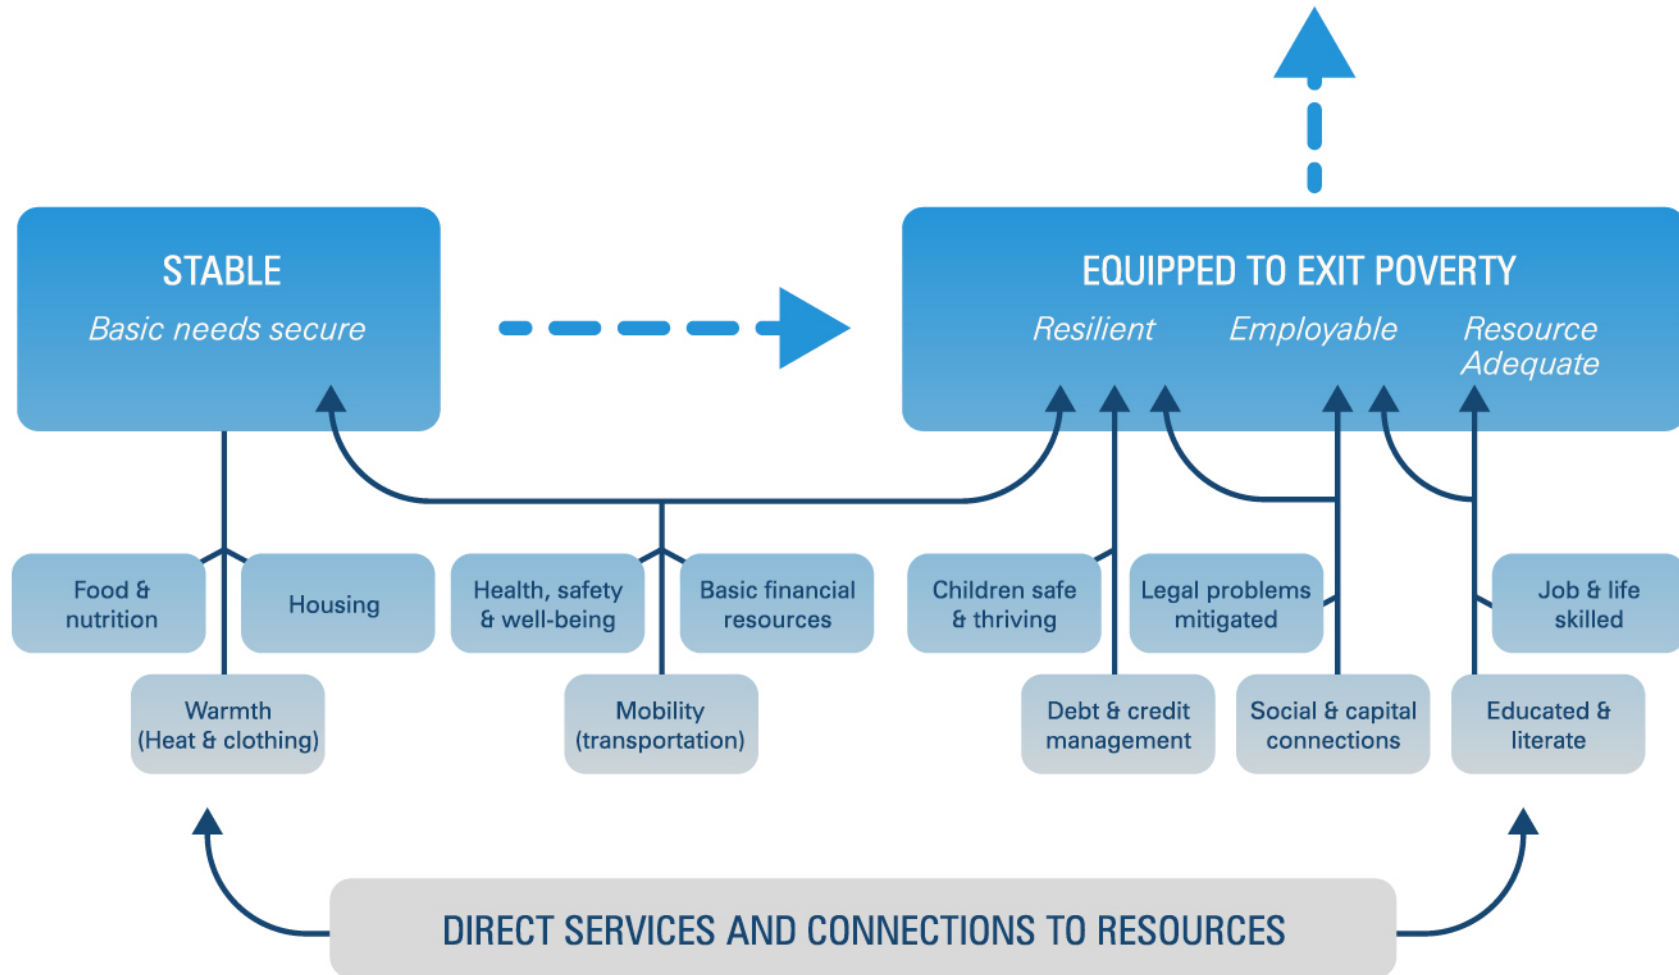 STABLE
Basic needs secure
EQUIPPED TO EXIT POVERTY
Resilient
Employable
Resource
Adequate
Food &
nutrition
Housing
Health, safety
& well-being
Basic financial
resources
Children safe
& thriving
Legal problems
mitigated
Job & life
skilled
Warmth
(Heat & clothing)
Mobility
(transportation)
Debt & credit
management
Social & capital
connections
Educated &
literate
DIRECT SERVICES AND CONNECTIONS TO RESOURCES